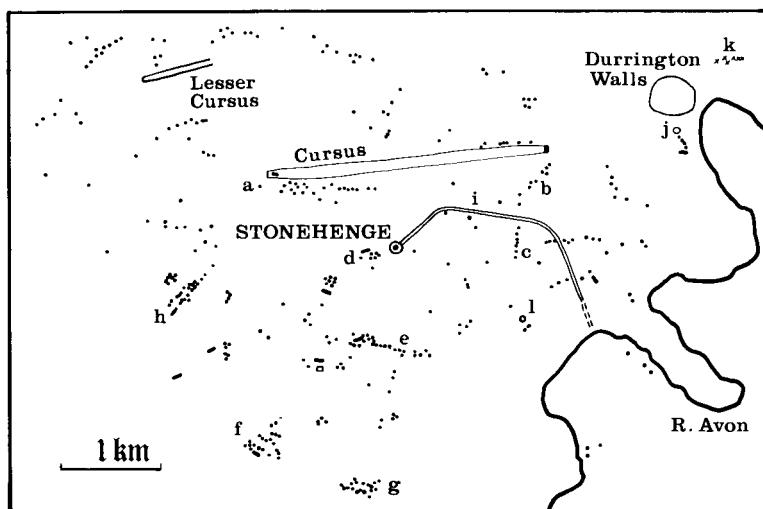 k
Durrington
Walls
Lesser
Cursus
j
Cursus
a
b
i
STONEHENGE
d
c
h
l
e
f
R. Avon
1 km
g